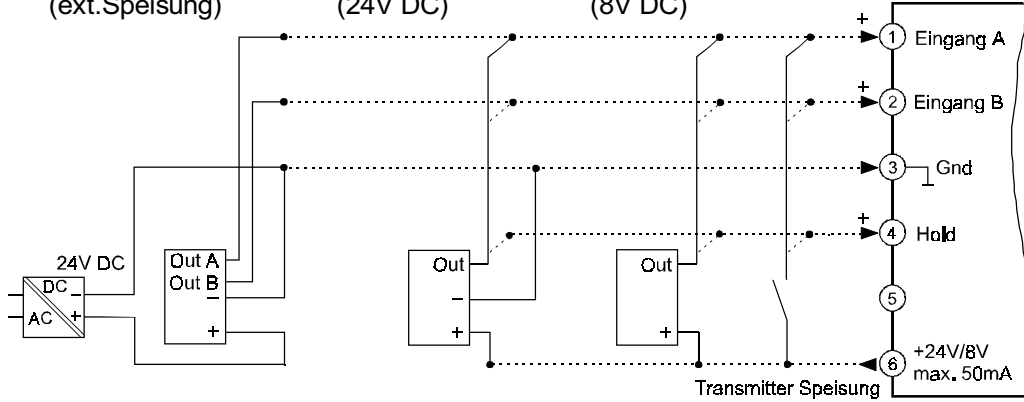 (ext.Speisung) (24V DC) (8V DC)
+ 1 Eingang A
+ 2 Eingang B
3 Gnd
+ 4 Hold
5
+24V/8V
6 max. 50mA
Transmitter Speisung
24V DC
DC −
AC +
Out A
Out B
−
+
Out
−
+
Out
+